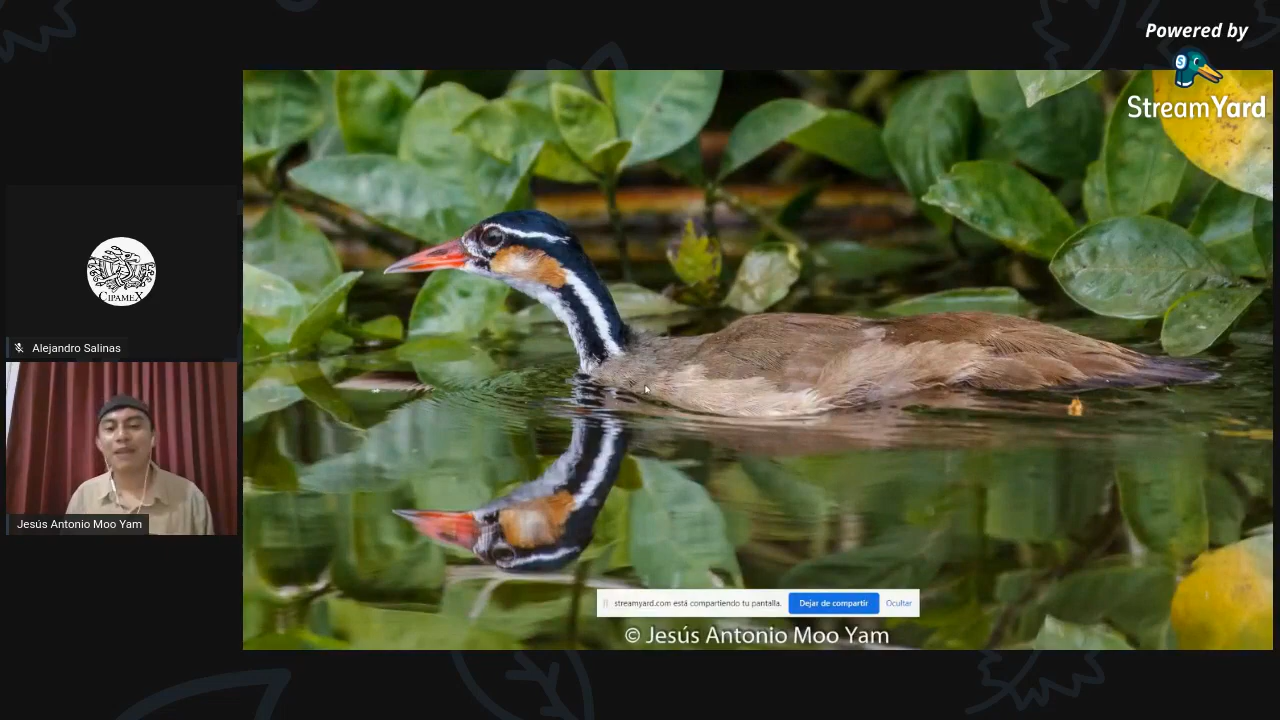 Powered by
StreamYard
CIPAMEX
Alejandro Salinas
Jesús Antonio Moo Yam
streamyard.com está compartiendo tu pantalla.
Dejar de compartir
Ocultar
© Jesús Antonio Moo Yam